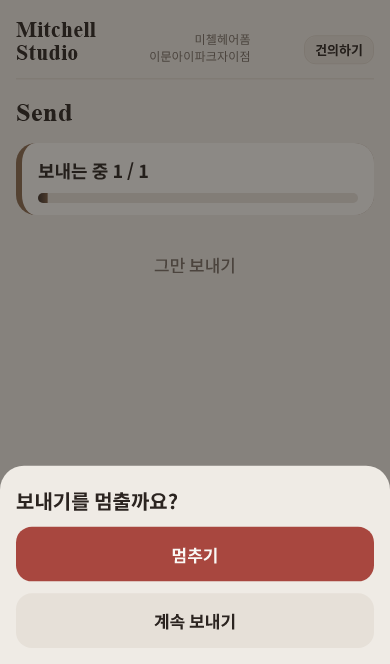 Mitchell
Studio
미첼헤어품
이문아이파크자이점
건의하기
Send
보내는 중 1 / 1
그만 보내기
보내기를 멈출까요?
멈추기
계속 보내기